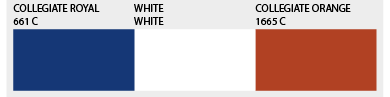 COLLEGIATE ROYAL
661 C
WHITE
WHITE
COLLEGIATE ORANGE
1665 C